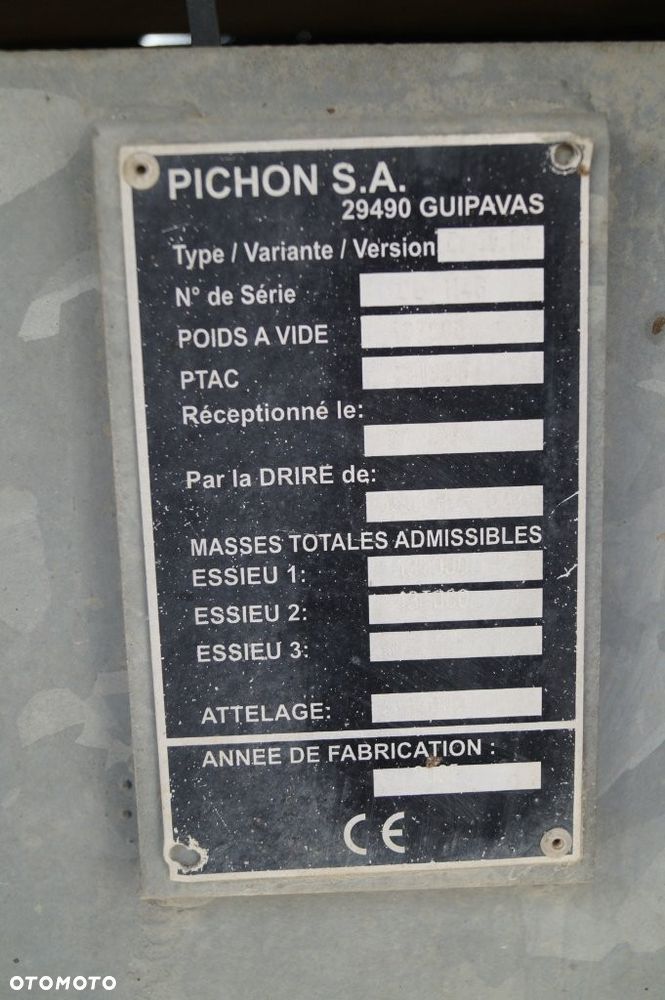 PICHON S.A.
29490 GUIPAVAS
Type / Variante / Version
N° de Série
POIDS A VIDE
PTAC
Réceptionné le:
Par la DRIRE de:
MASSES TOTALES ADMISSIBLES
ESSIEU 1:
ESSIEU 2:
ESSIEU 3:
ATTELAGE:
ANNEE DE FABRICATION :
CE
OTOMOTO